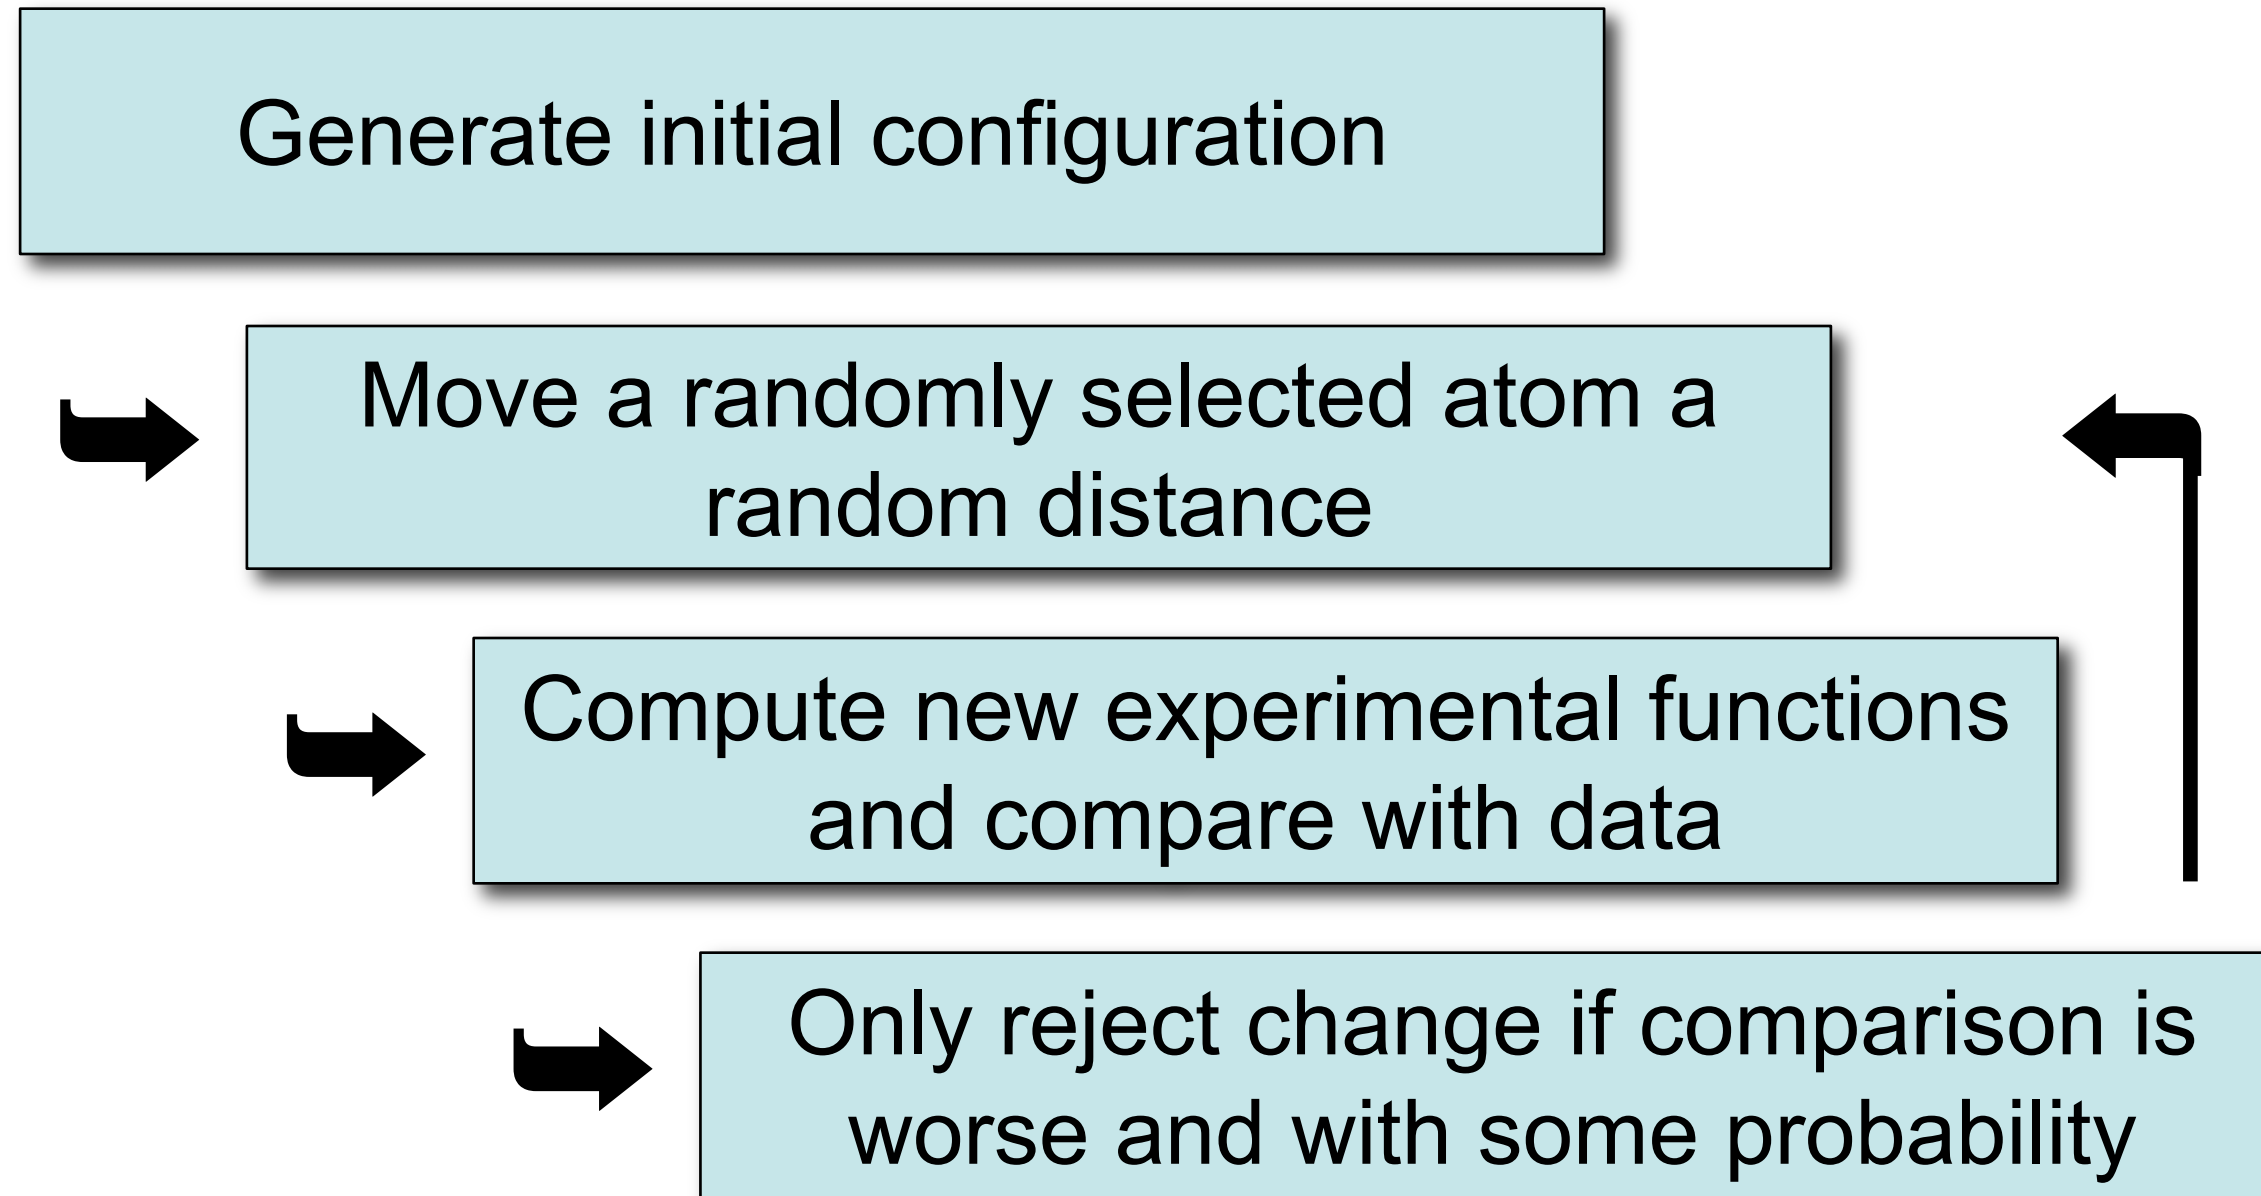 Generate initial configuration
Move a randomly selected atom a
random distance
Compute new experimental functions
and compare with data
Only reject change if comparison is
worse and with some probability